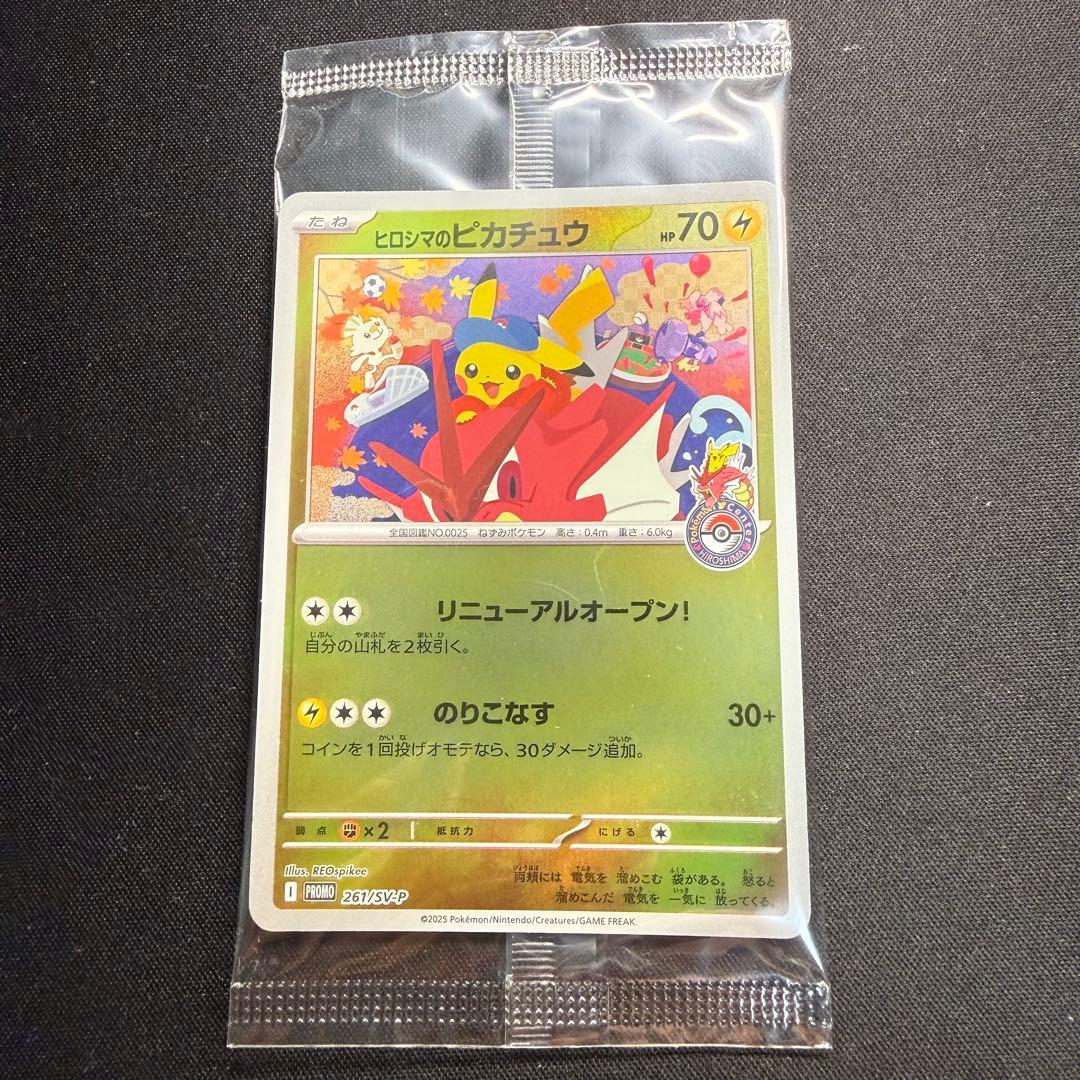 たね
ヒロシマのピカチュウ
HP70
全国図鑑NO.0025 ねずみポケモン 高さ:0.4m 重さ:6.0kg
Pokémon Center
HIROSHIMA
リニューアルオープン!
自分の山札を2枚引く。
のりこなす 30+
コインを1回投げオモテなら、30ダメージ追加。
弱点 ×2 抵抗力 にげる
Illus. REOspikee
両頬には 電気を 溜めこむ 袋がある。 怒ると
溜めこんだ 電気を 一気に 放ってくる。
I PROMO 261/SV-P
©2025 Pokémon/Nintendo/Creatures/GAME FREAK.